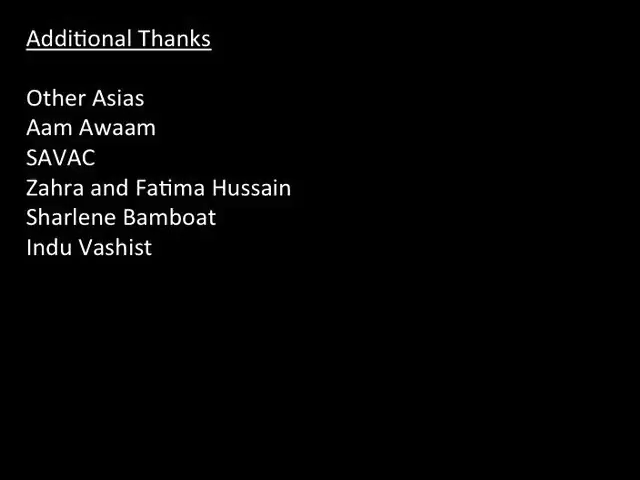 Additional Thanks
Other Asias
Aam Awaam
SAVAC
Zahra and Fatima Hussain
Sharlene Bamboat
Indu Vashist